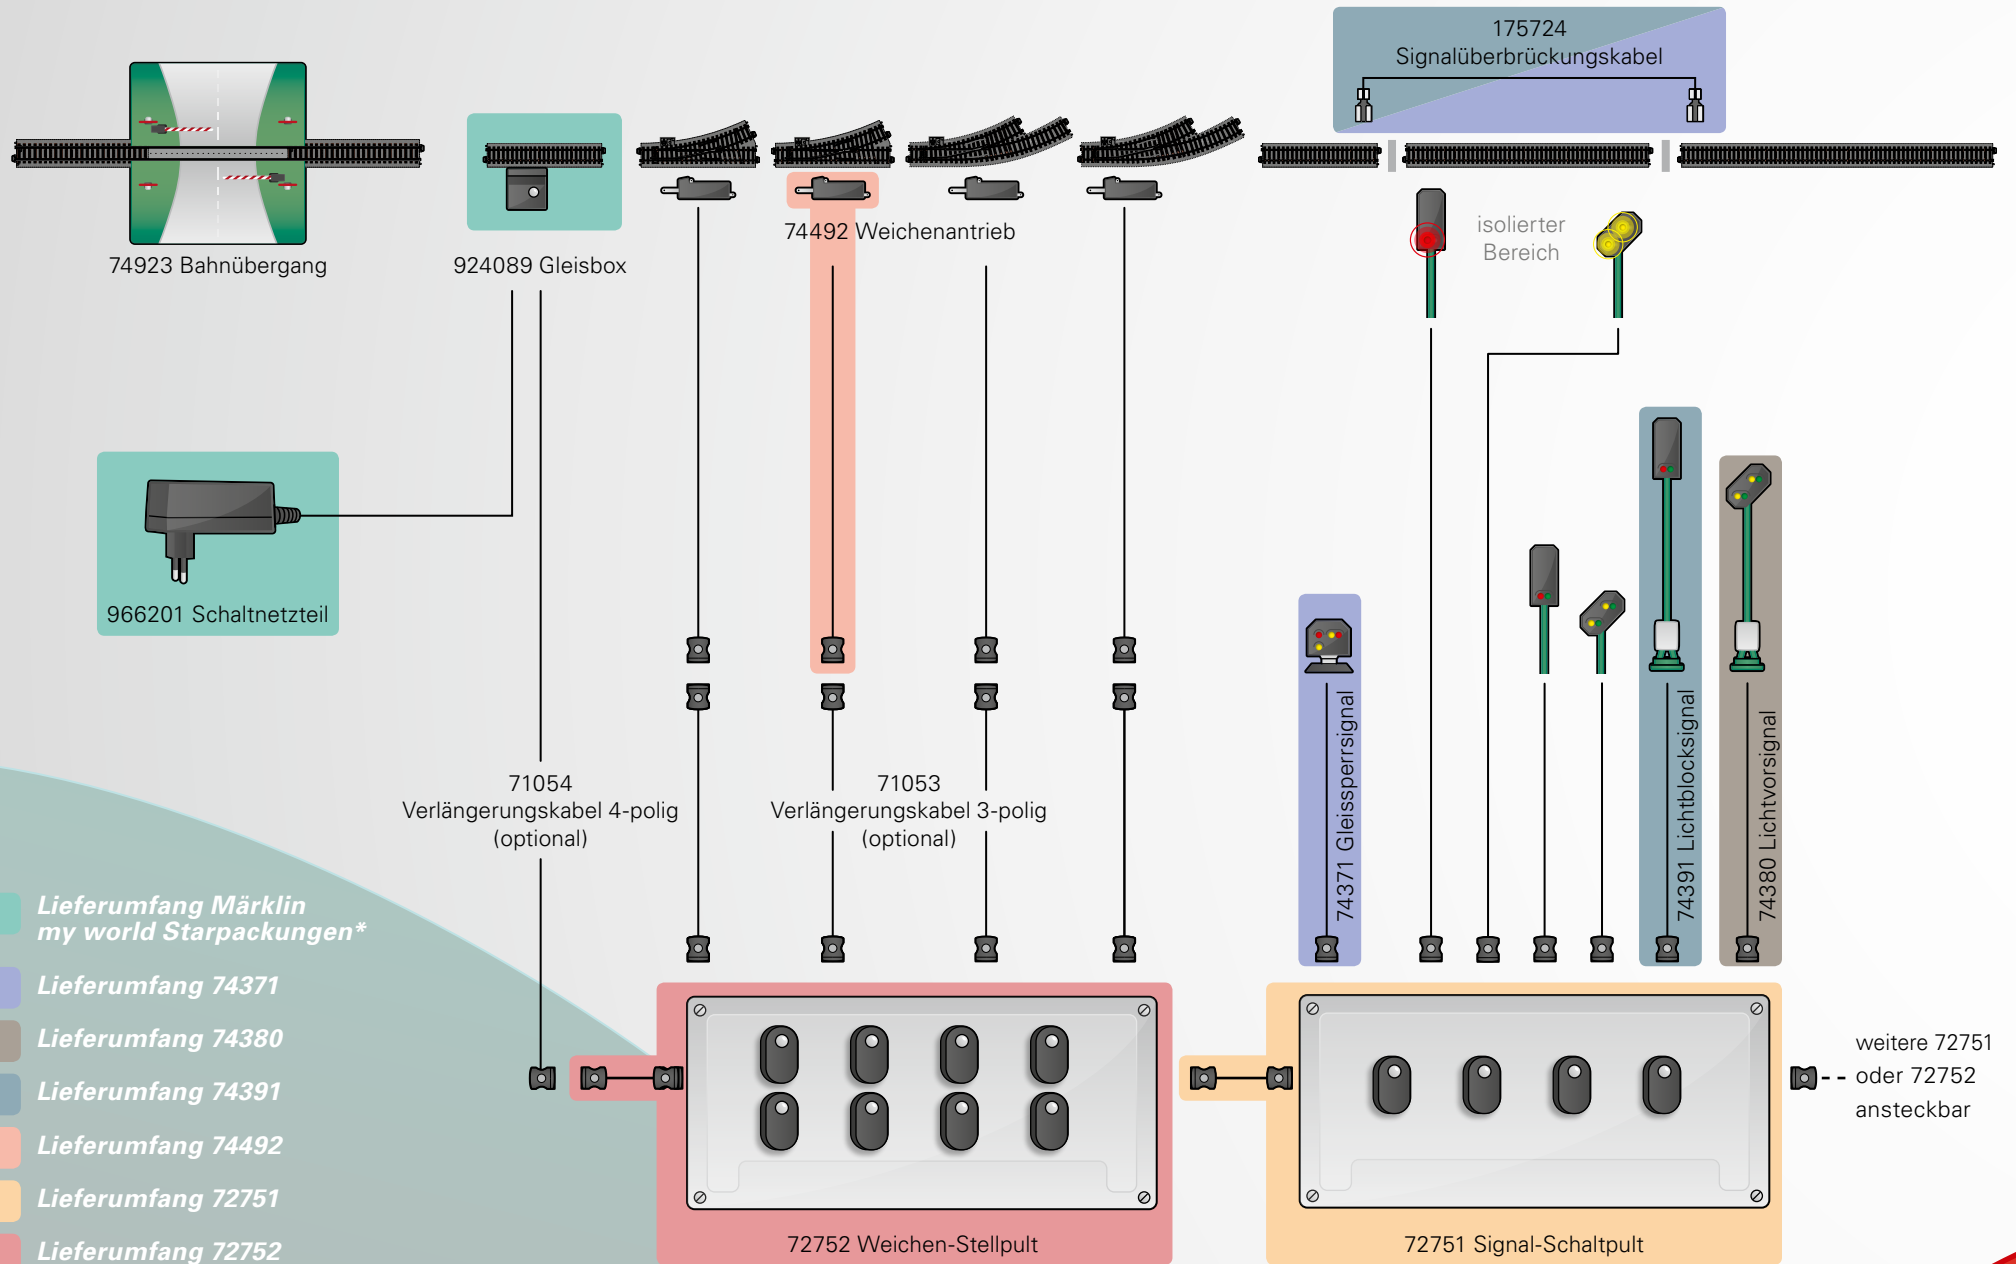 175724
Signalüberbrückungskabel
74923 Bahnübergang
924089 Gleisbox
74492 Weichenantrieb
isolierter
Bereich
966201 Schaltnetzteil
71054
Verlängerungskabel 4-polig
(optional)
71053
Verlängerungskabel 3-polig
(optional)
74371 Gleissperrsignal
74391 Lichtblocksignal
74380 Lichtvorsignal
Lieferumfang Märklin
my world Starpackungen*
Lieferumfang 74371
Lieferumfang 74380
Lieferumfang 74391
Lieferumfang 74492
Lieferumfang 72751
Lieferumfang 72752
72752 Weichen-Stellpult
72751 Signal-Schaltpult
weitere 72751
oder 72752
ansteckbar